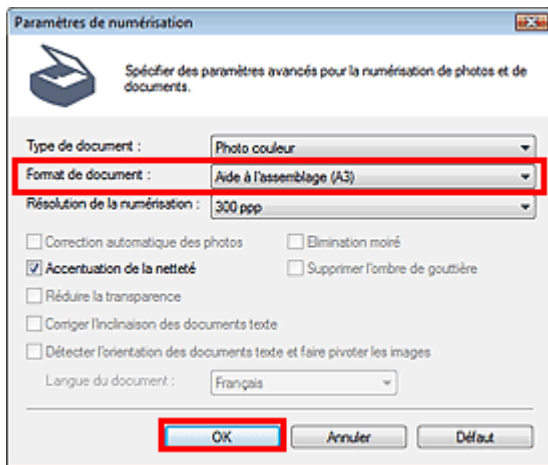 Paramètres de numérisation
Spécifier des paramètres avancés pour la numérisation de photos et de
documents.
Type de document : Photo couleur
Format de document : Aide à l'assemblage (A3)
Résolution de la numérisation : 300 ppp
Correction automatique des photos Elimination moiré
Accentuation de la netteté Supprimer l'ombre de gouttière
Réduire la transparence
Corriger l'inclinaison des documents texte
Détecter l'orientation des documents texte et faire pivoter les images
Langue du document : Français
OK Annuler Défaut